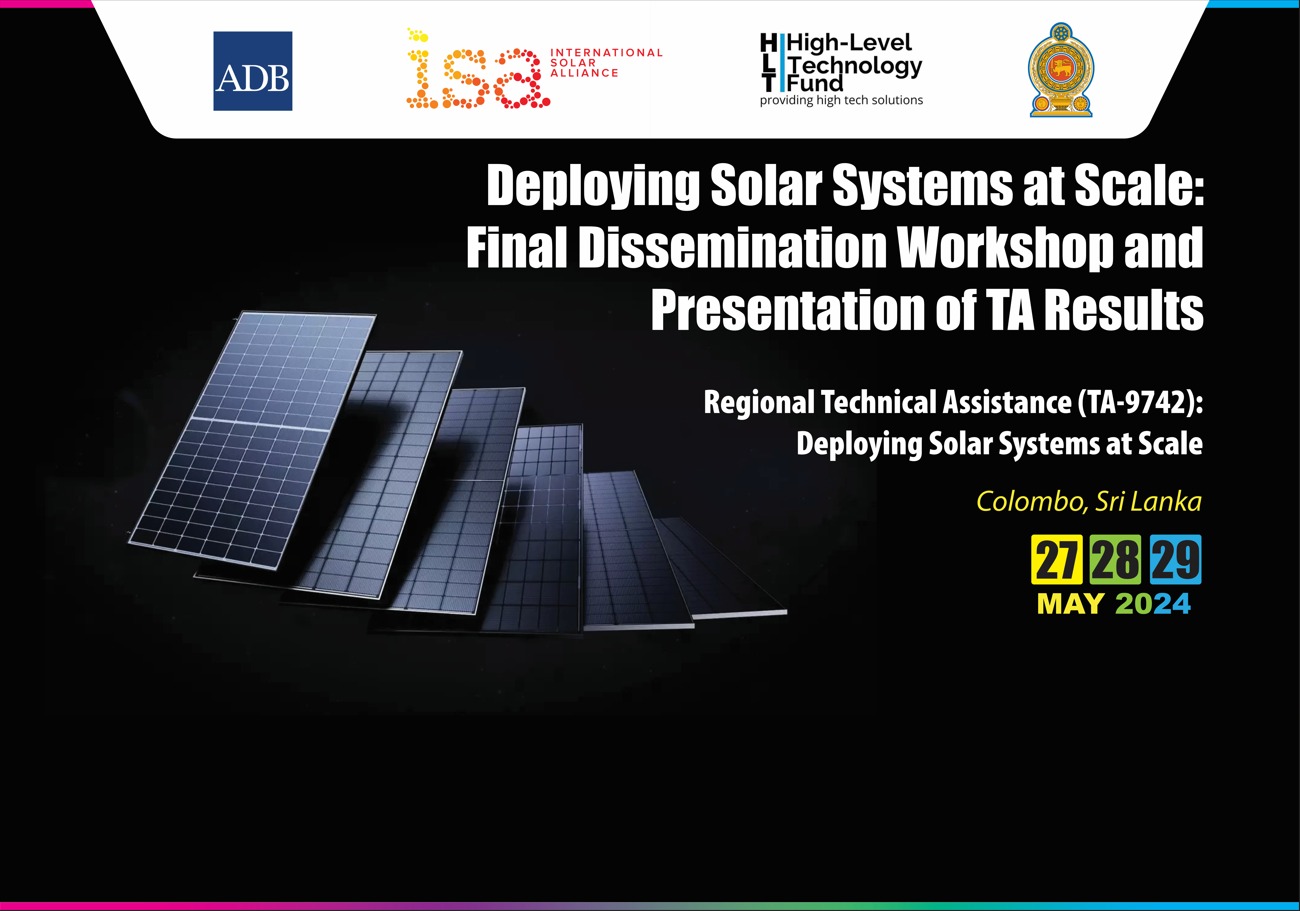 ADB
isa
INTERNATIONAL
SOLAR
ALLIANCE
HLT
High-Level
Technology
Fund
providing high tech solutions
Deploying Solar Systems at Scale:
Final Dissemination Workshop and
Presentation of TA Results
Regional Technical Assistance (TA-9742):
Deploying Solar Systems at Scale
Colombo, Sri Lanka
27 28 29
MAY 2024